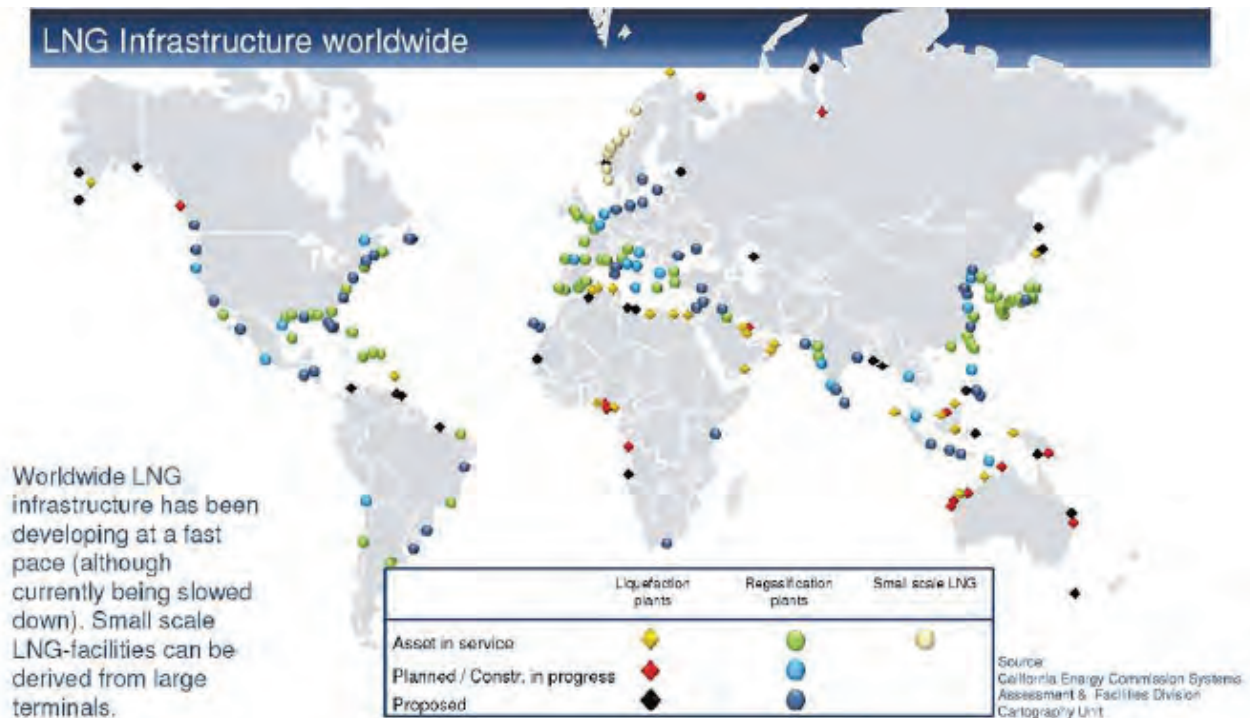 LNG Infrastructure worldwide
Worldwide LNG
infrastructure has been
developing at a fast
pace (although
currently being slowed
down). Small scale
LNG-facilities can be
derived from large
terminals.
Liquefaction
plants
Regasification
plants
Small scale LNG
Asset in service
Planned / Constr. in progress
Proposed
Source:
California Energy Commission Systems
Assessment & Facilities Division
Cartography Unit